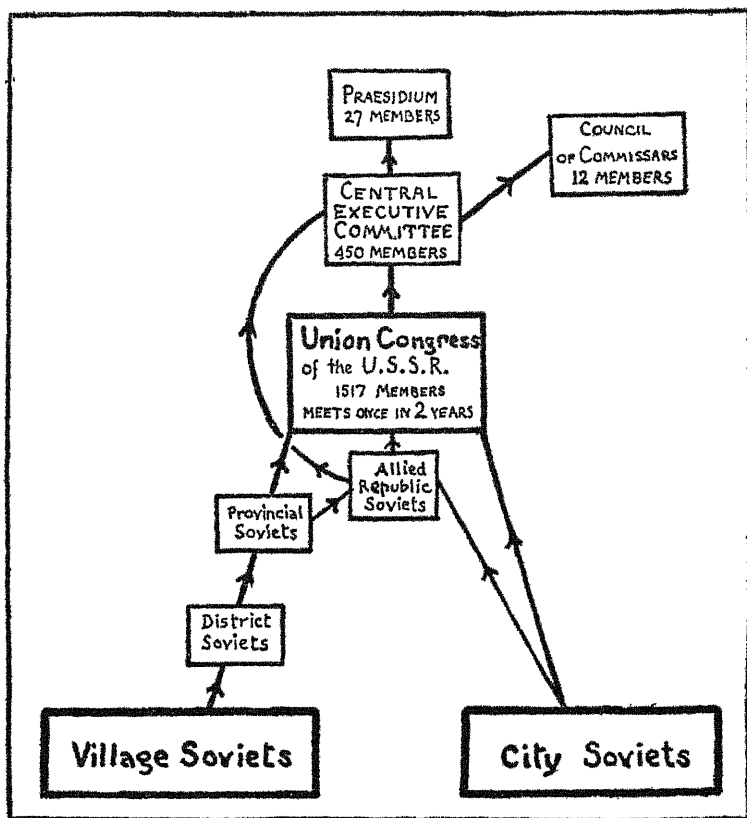 PRAESIDIUM
27 MEMBERS
COUNCIL
OF COMMISSARS
12 MEMBERS
CENTRAL
EXECUTIVE
COMMITTEE
450 MEMBERS
Union Congress
of the U.S.S.R.
1517 MEMBERS
MEETS ONCE IN 2 YEARS
Allied
Republic
Soviets
Provincial
Soviets
District
Soviets
Village Soviets
City Soviets